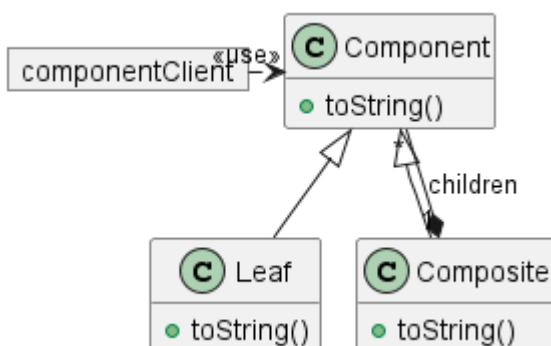 C Component
«use»
componentClient
toString()
*
children
C Leaf
C Composite
toString()
toString()